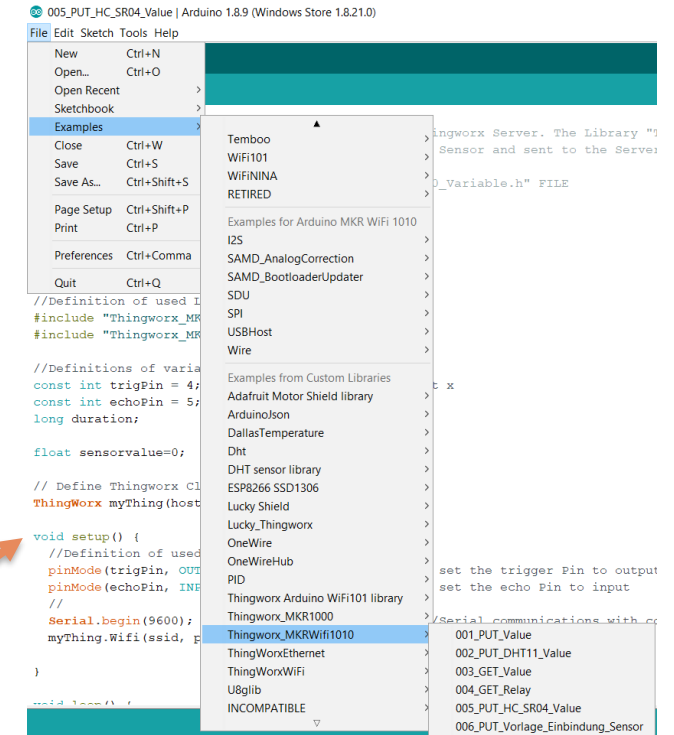 005_PUT_HC_SR04_Value | Arduino 1.8.9 (Windows Store 1.8.21.0)
File Edit Sketch Tools Help
New Ctrl+N
Open... Ctrl+O
Open Recent
Sketchbook
Examples
Close Ctrl+W
Save Ctrl+S
Save As... Ctrl+Shift+S
Page Setup Ctrl+Shift+P
Print Ctrl+P
Preferences Ctrl+Comma
Quit Ctrl+Q
Temboo
WiFi101
WiFiNINA
RETIRED
Examples for Arduino MKR WiFi 1010
I2S
SAMD_AnalogCorrection
SAMD_BootloaderUpdater
SDU
SPI
USBHost
Wire
Examples from Custom Libraries
Adafruit Motor Shield library
ArduinoJson
DallasTemperature
Dht
DHT sensor library
ESP8266 SSD1306
Lucky Shield
Lucky_Thingworx
OneWire
OneWireHub
PID
Thingworx Arduino WiFi101 library
Thingworx_MKR1000
Thingworx_MKRWifi1010
ThingWorxEthernet
ThingWorxWiFi
U8glib
INCOMPATIBLE
001_PUT_Value
002_PUT_DHT11_Value
003_GET_Value
004_GET_Relay
005_PUT_HC_SR04_Value
006_PUT_Vorlage_Einbindung_Sensor
ingworx Server. The Library "T
Sensor and sent to the Server
D_Variable.h" FILE
//Definition of used L
#include "Thingworx_MK
#include "Thingworx_MK
//Definitions of varia
const int trigPin = 4; t x
const int echoPin = 5;
long duration;
float sensorvalue=0;
// Define Thingworx Cl
ThingWorx myThing(host
void setup() {
//Definition of used
pinMode(trigPin, OUT set the trigger Pin to output
pinMode(echoPin, INP set the echo Pin to input
//
Serial.begin(9600); /Serial communications with co
myThing.Wifi(ssid, p
}
void loop() {